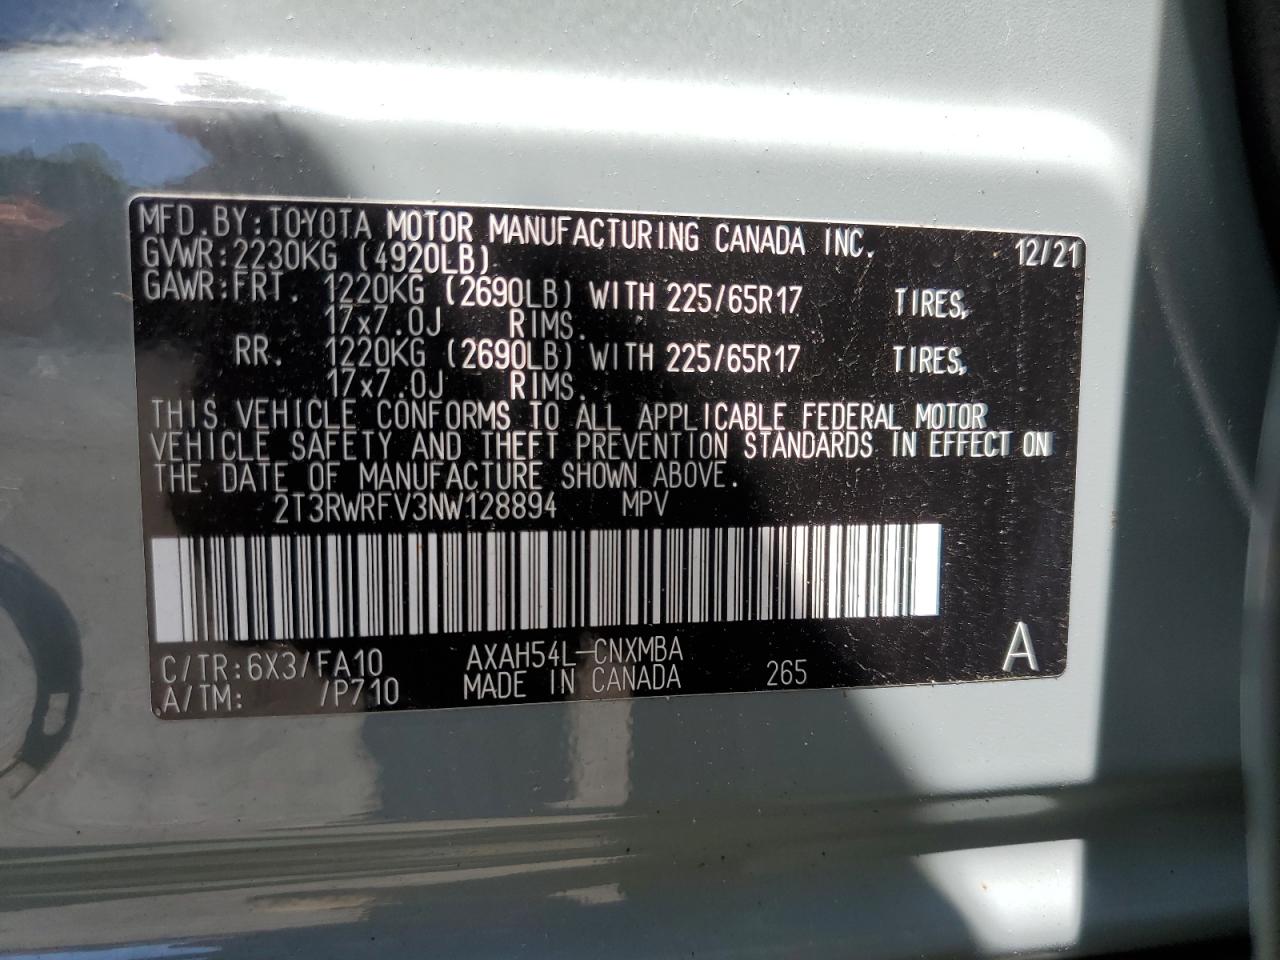 MFD.BY:TOYOTA MOTOR MANUFACTURING CANADA INC. 12/21
GVWR:2230KG (4920LB)
GAWR:FRT. 1220KG (2690LB) WITH 225/65R17 TIRES,
17x7.0J RIMS.
RR. 1220KG (2690LB) WITH 225/65R17 TIRES,
17x7.0J RIMS.
THIS VEHICLE CONFORMS TO ALL APPLICABLE FEDERAL MOTOR
VEHICLE SAFETY AND THEFT PREVENTION STANDARDS IN EFFECT ON
THE DATE OF MANUFACTURE SHOWN ABOVE.
2T3RWRFV3NW128894 MPV
C/TR:6X3/FA10 AXAH54L-CNXMBA 265 A
A/TM: /P710 MADE IN CANADA